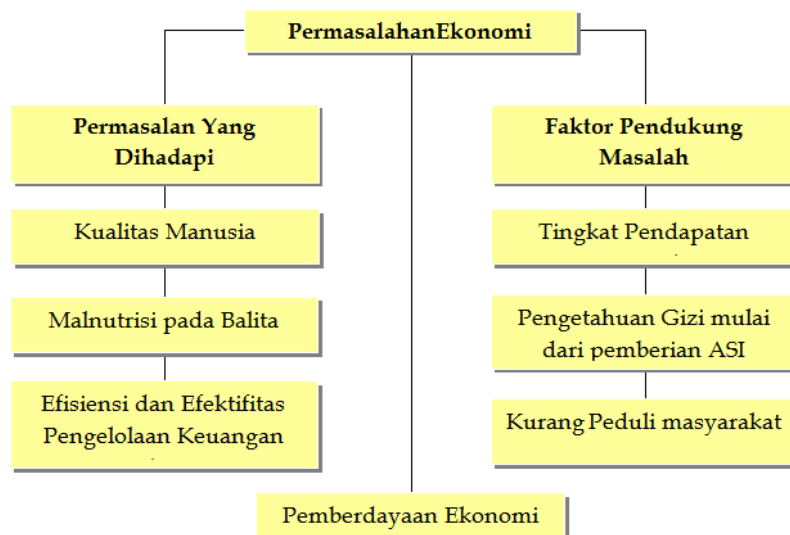 PermasalahanEkonomi
Permasalan Yang
Dihadapi
Kualitas Manusia
Malnutrisi pada Balita
Efisiensi dan Efektifitas
Pengelolaan Keuangan
Faktor Pendukung
Masalah
Tingkat Pendapatan
Pengetahuan Gizi mulai
dari pemberian ASI
Kurang Peduli masyarakat
Pemberdayaan Ekonomi